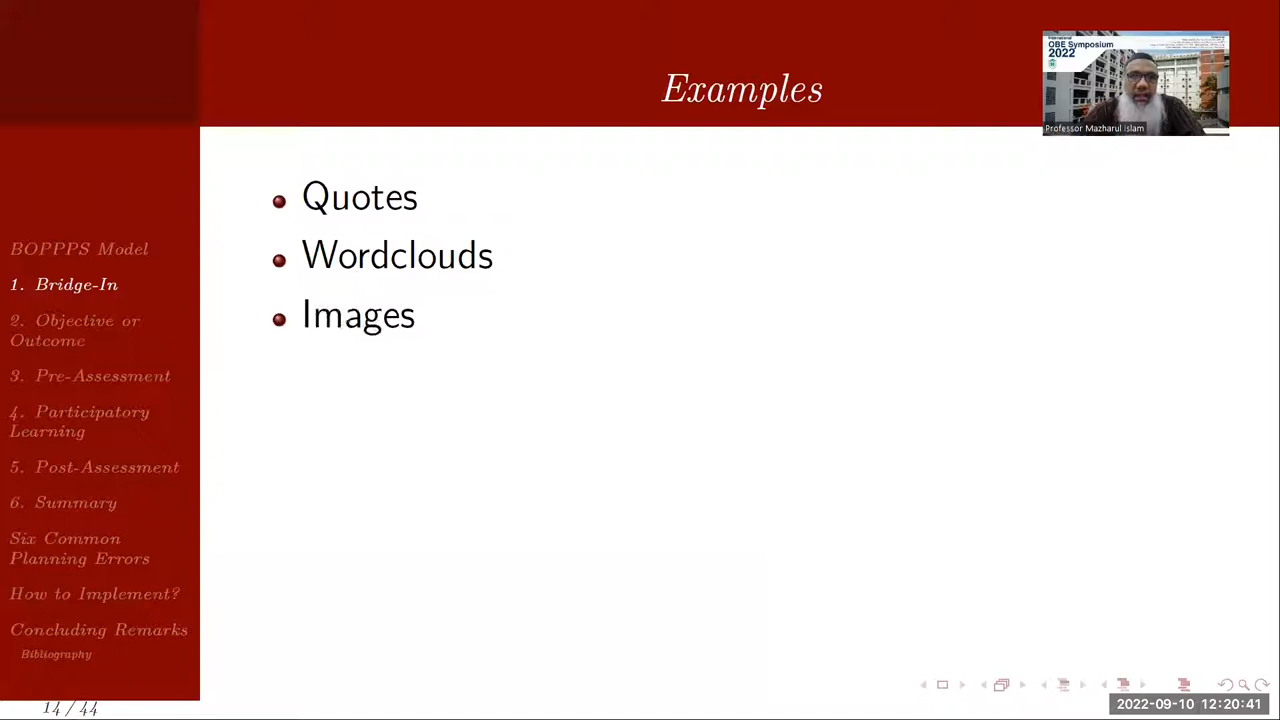 Examples
International
OBE Symposium
2022
Professor Mazharul Islam
Quotes
Wordclouds
Images
BOPPPS Model
1. Bridge-In
2. Objective or
Outcome
3. Pre-Assessment
4. Participatory
Learning
5. Post-Assessment
6. Summary
Six Common
Planning Errors
How to Implement?
Concluding Remarks
Bibliography
14 / 44
2022-09-10 12:20:41